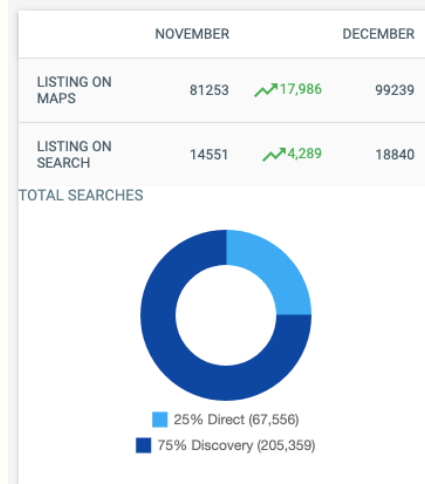 NOVEMBER DECEMBER
LISTING ON
MAPS
81253 17,986 99239
LISTING ON
SEARCH
14551 4,289 18840
TOTAL SEARCHES
25% Direct (67,556)
75% Discovery (205,359)